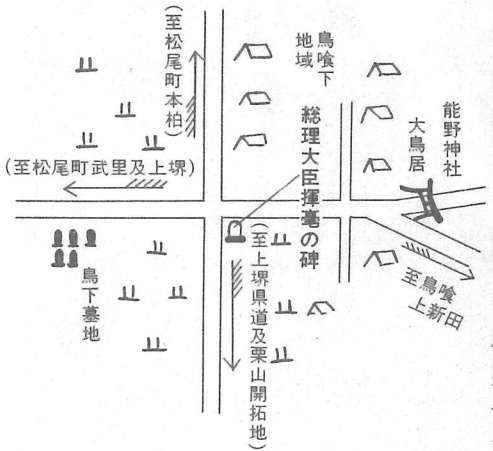 能野神社
大鳥居
鳥喰下
地域
(至松尾町本柏)
総理大臣揮毫の碑
(至松尾町武里及上堺)
至鳥喰
上新田
(至上堺県道及栗山開拓地)
鳥下墓地